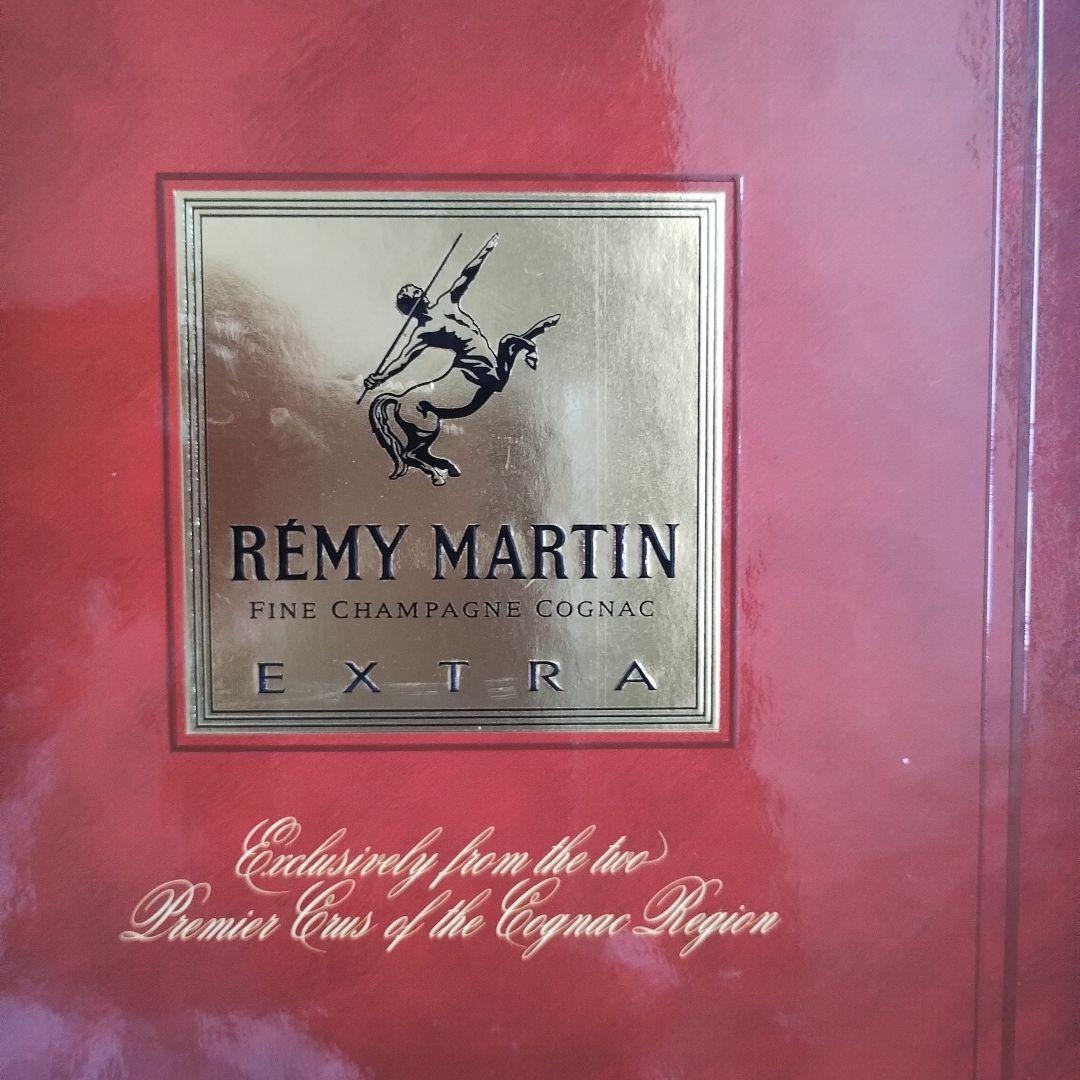 RÉMY MARTIN
FINE CHAMPAGNE COGNAC
EXTRA
Exclusively from the two
Premier Crus of the Cognac Region